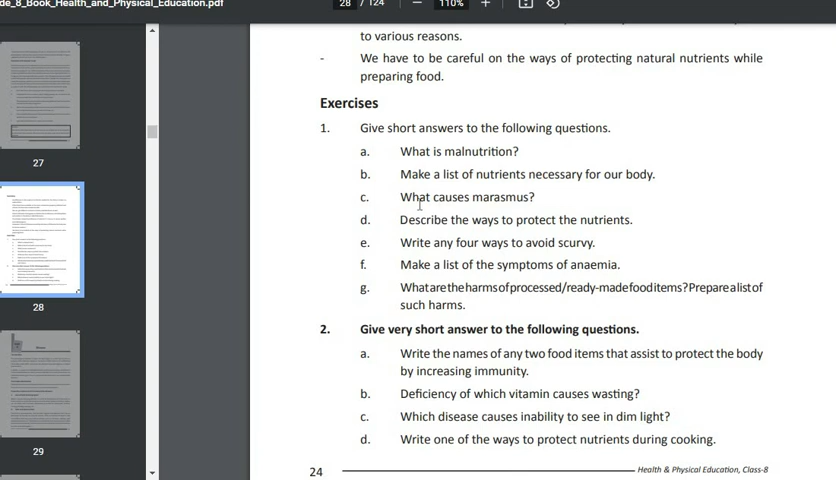 de_8_Book_Health_and_Physical_Education.pdf
28 / 124
110%
27
28
29
to various reasons.
- We have to be careful on the ways of protecting natural nutrients while
preparing food.
Exercises
1. Give short answers to the following questions.
a. What is malnutrition?
b. Make a list of nutrients necessary for our body.
c. What causes marasmus?
d. Describe the ways to protect the nutrients.
e. Write any four ways to avoid scurvy.
f. Make a list of the symptoms of anaemia.
g. What are the harms of processed/ready-made food items? Prepare a list of
such harms.
2. Give very short answer to the following questions.
a. Write the names of any two food items that assist to protect the body
by increasing immunity.
b. Deficiency of which vitamin causes wasting?
c. Which disease causes inability to see in dim light?
d. Write one of the ways to protect nutrients during cooking.
24 Health & Physical Education, Class-8